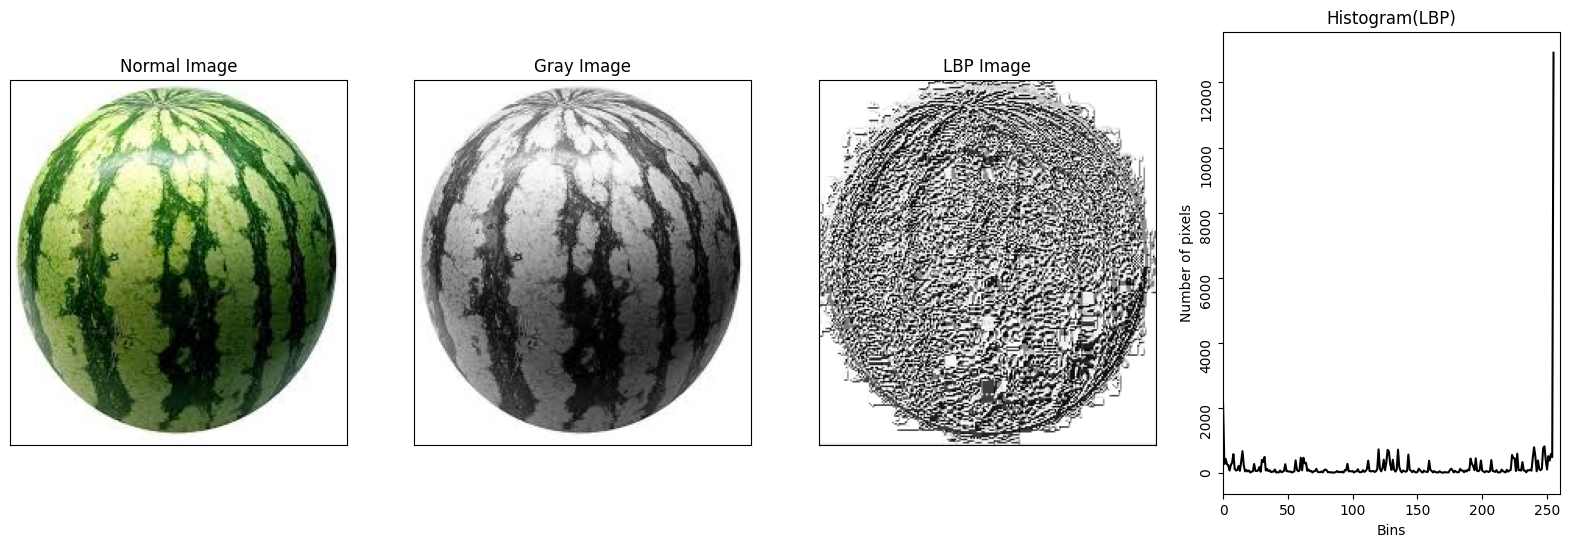 Normal Image
Gray Image
LBP Image
Histogram(LBP)
Number of pixels
12000
10000
8000
6000
4000
2000
0
0 50 100 150 200 250
Bins